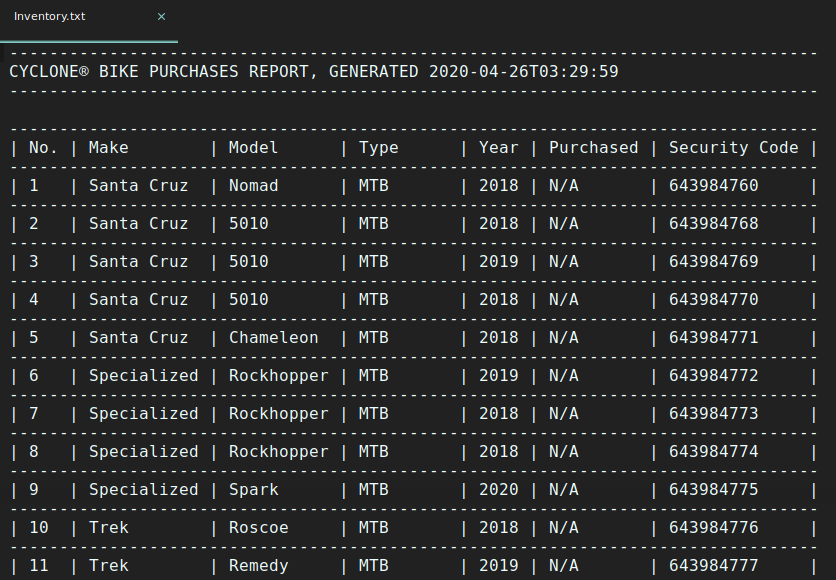 Inventory.txt ×
---------------------------------------------------------------------------------
CYCLONE® BIKE PURCHASES REPORT, GENERATED 2020-04-26T03:29:59
---------------------------------------------------------------------------------
---------------------------------------------------------------------------------
| No. | Make        | Model      | Type      | Year | Purchased | Security Code |
---------------------------------------------------------------------------------
| 1   | Santa Cruz  | Nomad      | MTB       | 2018 | N/A       | 643984760     |
---------------------------------------------------------------------------------
| 2   | Santa Cruz  | 5010       | MTB       | 2018 | N/A       | 643984768     |
---------------------------------------------------------------------------------
| 3   | Santa Cruz  | 5010       | MTB       | 2019 | N/A       | 643984769     |
---------------------------------------------------------------------------------
| 4   | Santa Cruz  | 5010       | MTB       | 2018 | N/A       | 643984770     |
---------------------------------------------------------------------------------
| 5   | Santa Cruz  | Chameleon  | MTB       | 2018 | N/A       | 643984771     |
---------------------------------------------------------------------------------
| 6   | Specialized | Rockhopper | MTB       | 2019 | N/A       | 643984772     |
---------------------------------------------------------------------------------
| 7   | Specialized | Rockhopper | MTB       | 2018 | N/A       | 643984773     |
---------------------------------------------------------------------------------
| 8   | Specialized | Rockhopper | MTB       | 2018 | N/A       | 643984774     |
---------------------------------------------------------------------------------
| 9   | Specialized | Spark      | MTB       | 2020 | N/A       | 643984775     |
---------------------------------------------------------------------------------
| 10  | Trek        | Roscoe     | MTB       | 2018 | N/A       | 643984776     |
---------------------------------------------------------------------------------
| 11  | Trek        | Remedy     | MTB       | 2019 | N/A       | 643984777     |